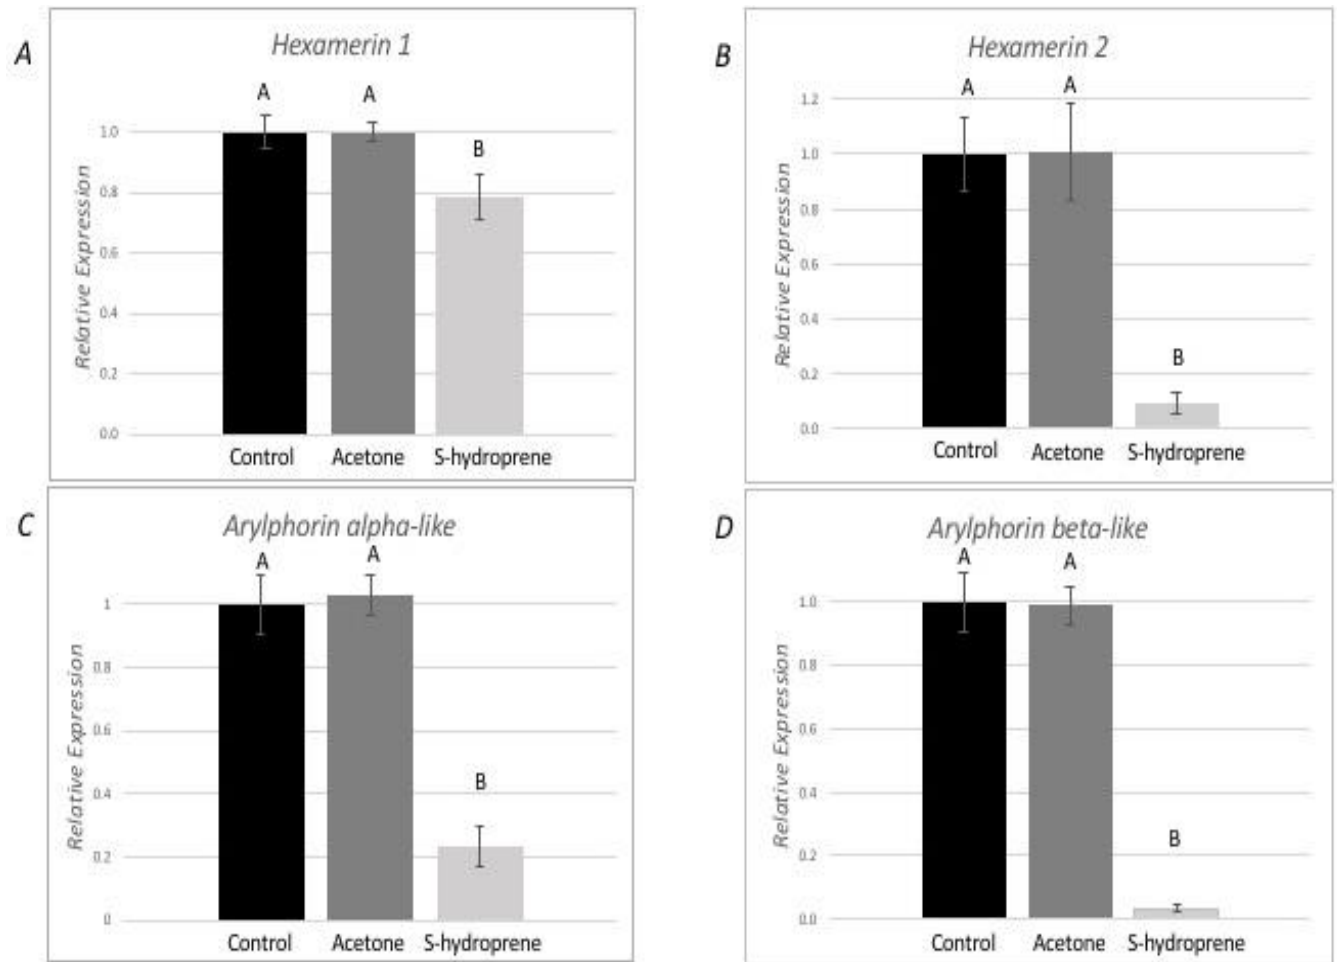 A
Hexamerin 1
A A
B
1.0
0.8
0.6
0.4
0.2
0.0
Relative Expression
Control Acetone S-hydroprene
B
Hexamerin 2
A A
B
1.2
1.0
0.8
0.6
0.4
0.2
0.0
Relative Expression
Control Acetone S-hydroprene
C
Arylphorin alpha-like
A A
B
1
0.8
0.6
0.4
0.2
0
Relative Expression
Control Acetone S-hydroprene
D
Arylphorin beta-like
A A
B
1.0
0.8
0.6
0.4
0.2
0.0
Relative Expression
Control Acetone S-hydroprene